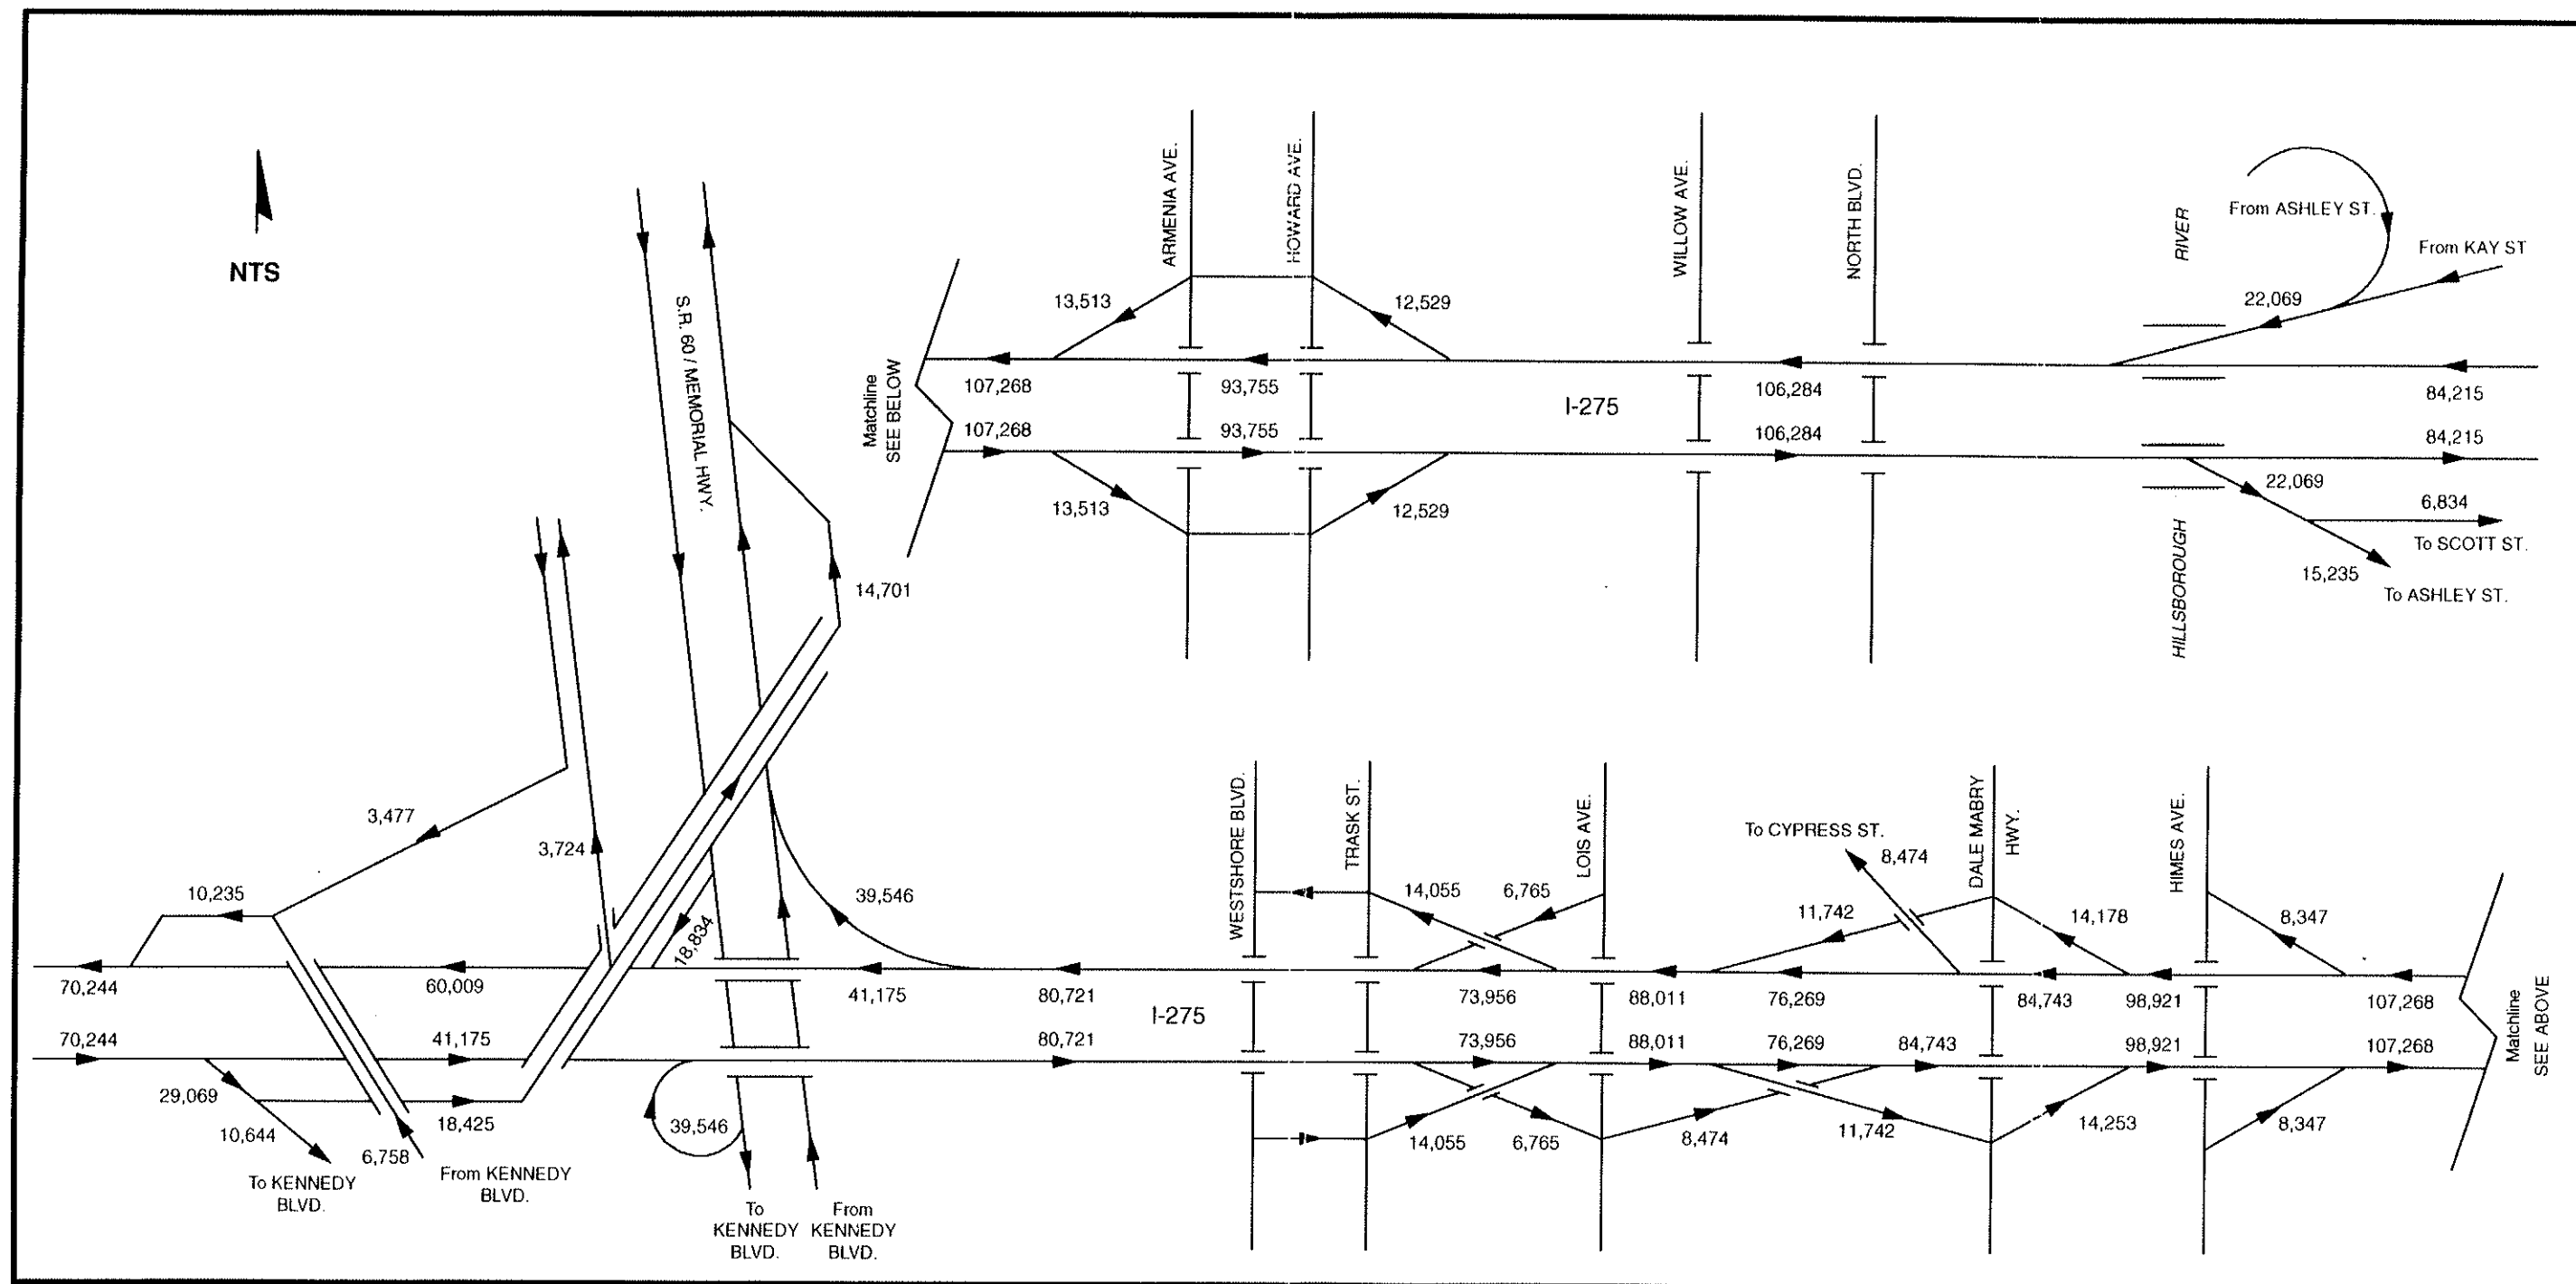 NTS
S.R. 60 / MEMORIAL HWY.
Matchline
SEE BELOW
ARMENIA AVE.
HOWARD AVE.
WILLOW AVE.
NORTH BLVD.
RIVER
HILLSBOROUGH
From ASHLEY ST.
From KAY ST
22,069
13,513
12,529
107,268
93,755
106,284
84,215
I-275
107,268
93,755
106,284
84,215
13,513
12,529
22,069
6,834
To SCOTT ST.
15,235
To ASHLEY ST.
14,701
3,477
3,724
10,235
39,546
18,834
WESTSHORE BLVD.
TRASK ST.
LOIS AVE.
DALE MABRY
HWY.
HIMES AVE.
To CYPRESS ST.
8,474
14,055
6,765
11,742
14,178
8,347
70,244
60,009
41,175
80,721
73,956
88,011
76,269
84,743
98,921
107,268
I-275
Matchline
SEE ABOVE
70,244
41,175
80,721
73,956
88,011
76,269
84,743
98,921
107,268
29,069
18,425
10,644
6,758
39,546
14,055
6,765
8,474
11,742
14,253
8,347
To KENNEDY
BLVD.
From KENNEDY
BLVD.
To
KENNEDY
BLVD.
From
KENNEDY
BLVD.